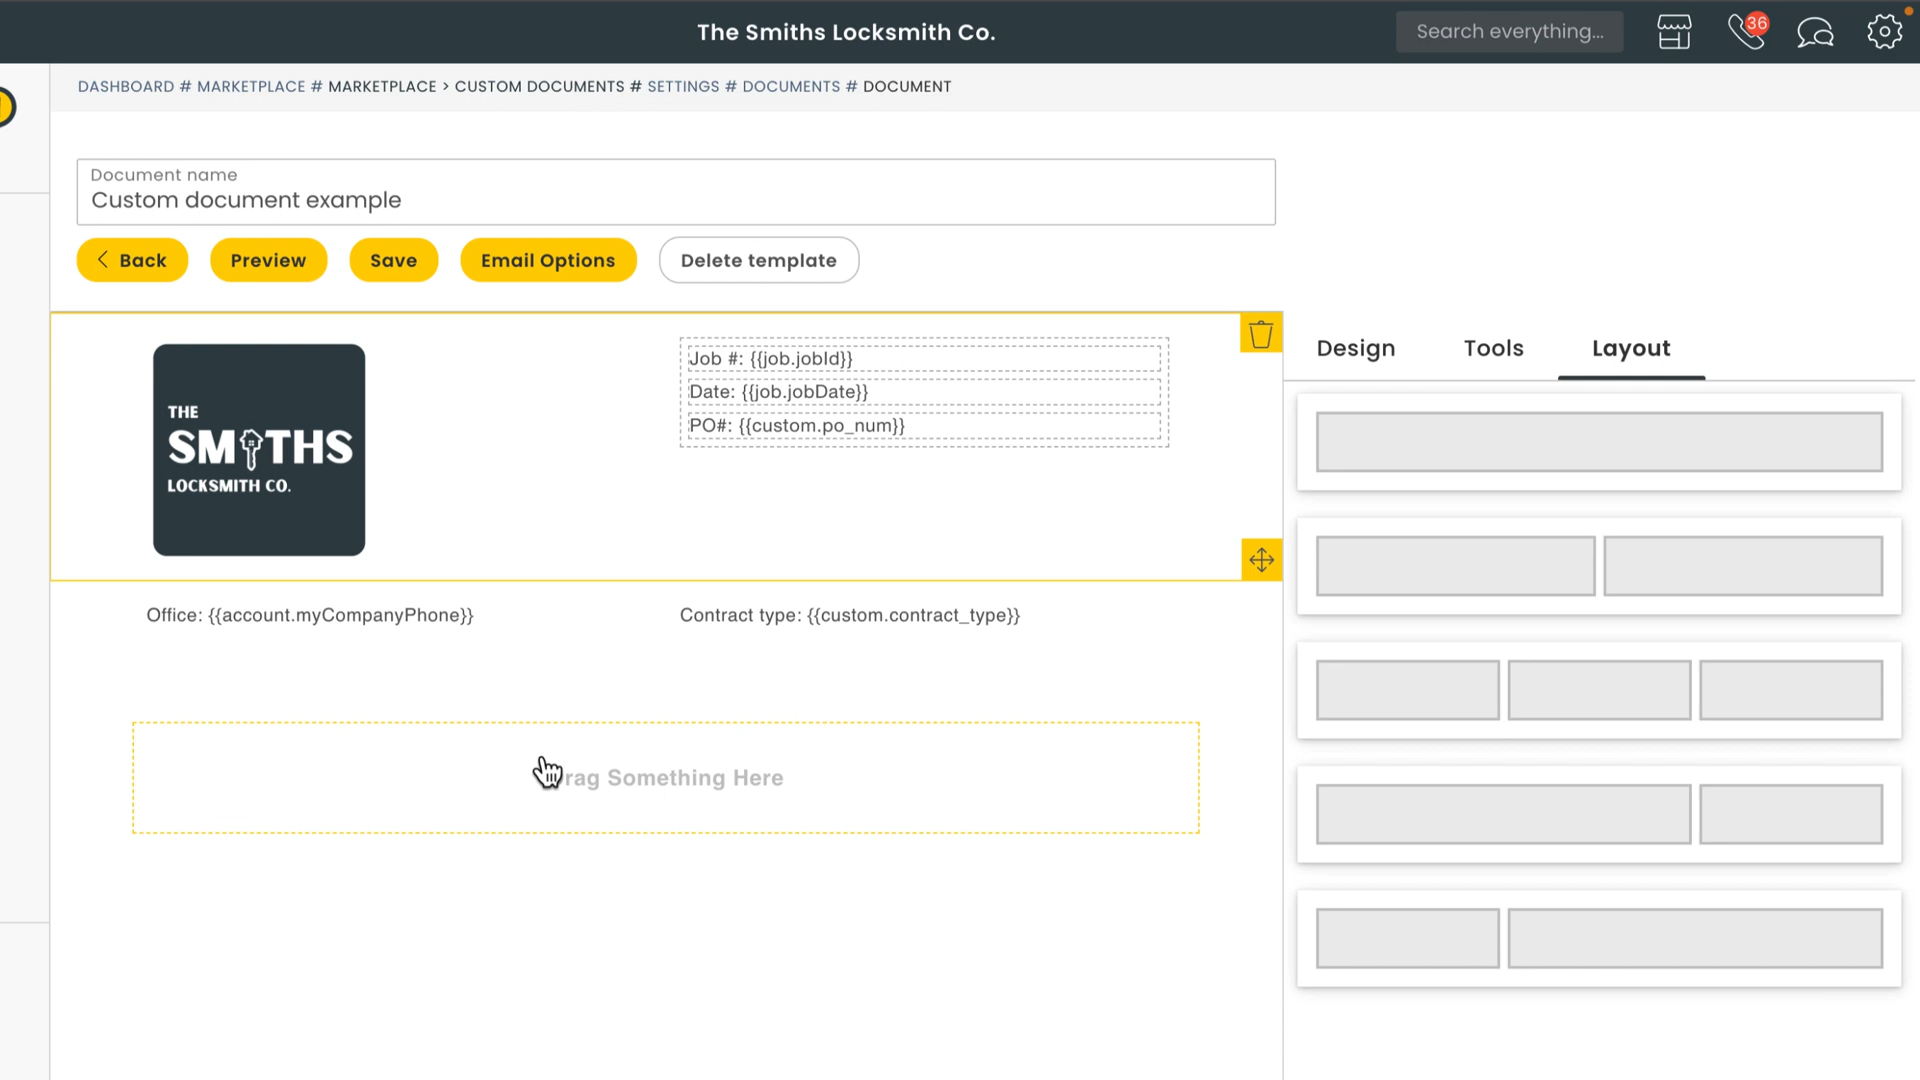 The Smiths Locksmith Co.
Search everything...
36
DASHBOARD # MARKETPLACE # MARKETPLACE > CUSTOM DOCUMENTS # SETTINGS # DOCUMENTS # DOCUMENT
Document name
Custom document example
Back
Preview
Save
Email Options
Delete template
Design
Tools
Layout
THE
SMITHS
LOCKSMITH CO.
Job #: {{job.jobId}}
Date: {{job.jobDate}}
PO#: {{custom.po_num}}
Office: {{account.myCompanyPhone}}
Contract type: {{custom.contract_type}}
Drag Something Here